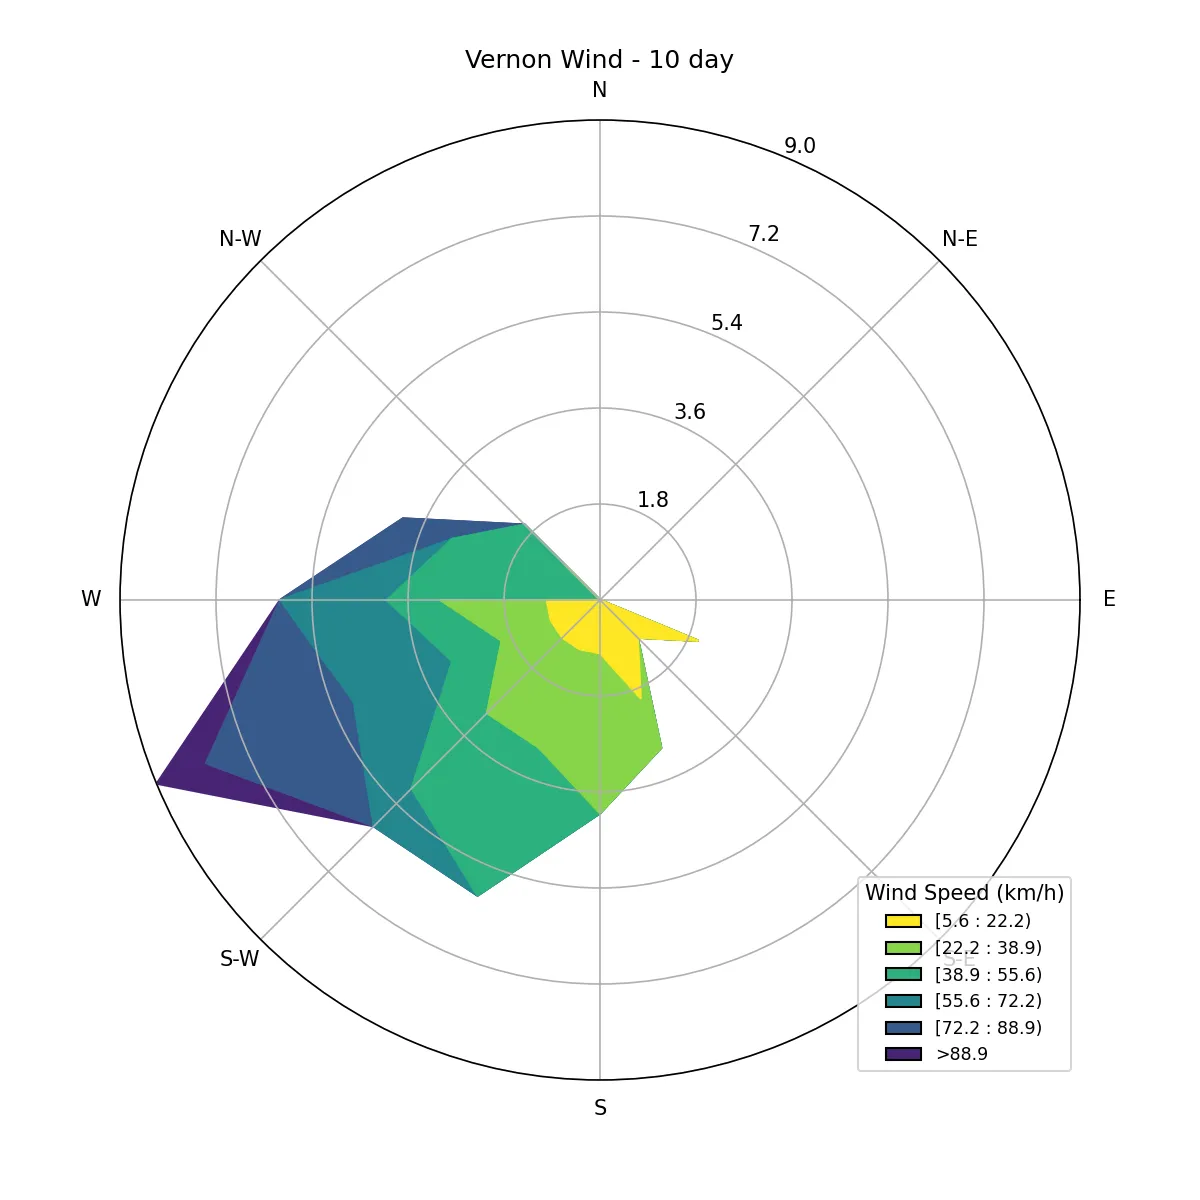 Vernon Wind - 10 day
N
9.0
7.2
N-W
N-E
5.4
3.6
1.8
W
E
S-W
S-E
S
Wind Speed (km/h)
[5.6 : 22.2)
[22.2 : 38.9)
[38.9 : 55.6)
[55.6 : 72.2)
[72.2 : 88.9)
>88.9